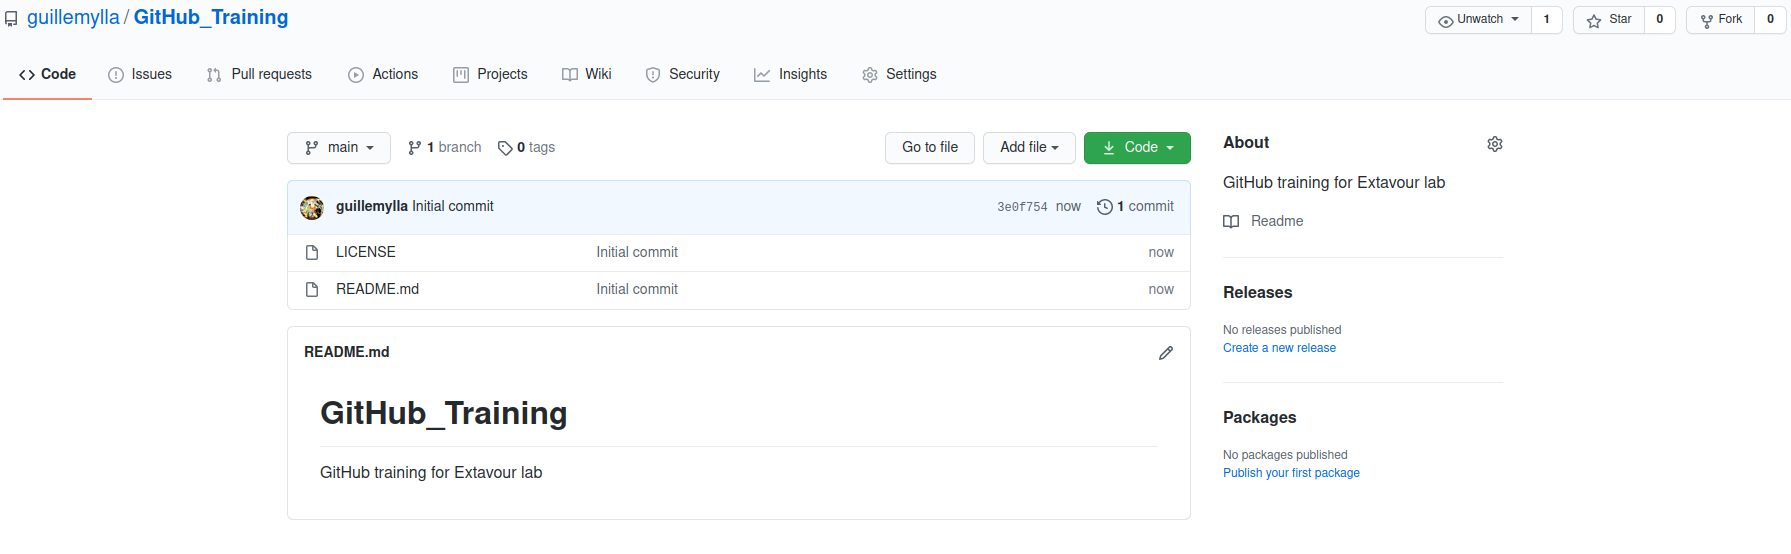 guillemylla / GitHub_Training
Unwatch 1 Star 0 Fork 0
Code Issues Pull requests Actions Projects Wiki Security Insights Settings
main 1 branch 0 tags Go to file Add file Code
guillemylla Initial commit 3e0f754 now 1 commit
LICENSE Initial commit now
README.md Initial commit now
README.md
GitHub_Training
GitHub training for Extavour lab
About
GitHub training for Extavour lab
Readme
Releases
No releases published
Create a new release
Packages
No packages published
Publish your first package